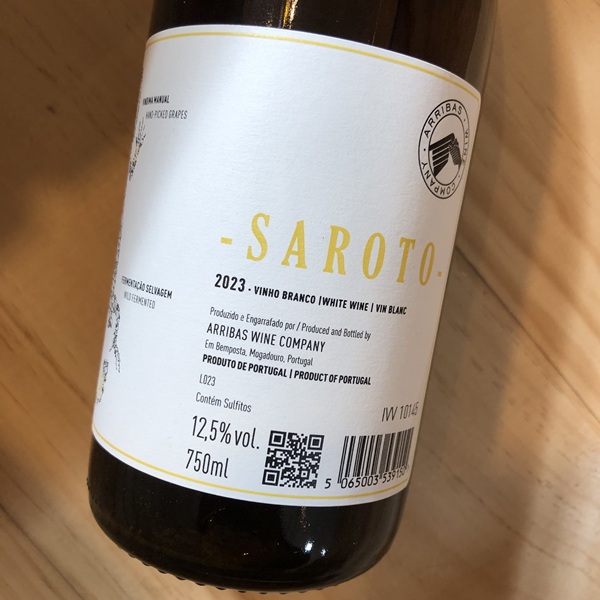 VINDIMA MANUAL
HAND-PICKED GRAPES
ARRIBAS · WINE · COMPANY ·
-SAROTO-
2023 - VINHO BRANCO | WHITE WINE | VIN BLANC
FERMENTAÇÃO SELVAGEM
WILD FERMENTED
Produzido e Engarrafado por / Produced and Bottled by
ARRIBAS WINE COMPANY
Em Bemposta, Mogadouro, Portugal
PRODUTO DE PORTUGAL | PRODUCT OF PORTUGAL
L023
Contém Sulfitos
IVV 10145
12,5% vol.
750ml
5 065003 539150